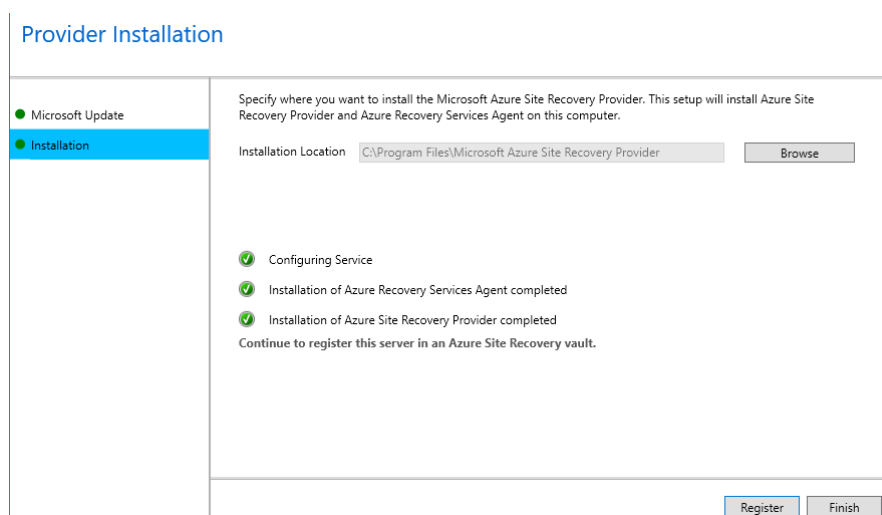 Provider Installation
Microsoft Update
Installation
Specify where you want to install the Microsoft Azure Site Recovery Provider. This setup will install Azure Site
Recovery Provider and Azure Recovery Services Agent on this computer.
Installation Location C:\Program Files\Microsoft Azure Site Recovery Provider Browse
Configuring Service
Installation of Azure Recovery Services Agent completed
Installation of Azure Site Recovery Provider completed
Continue to register this server in an Azure Site Recovery vault.
Register Finish